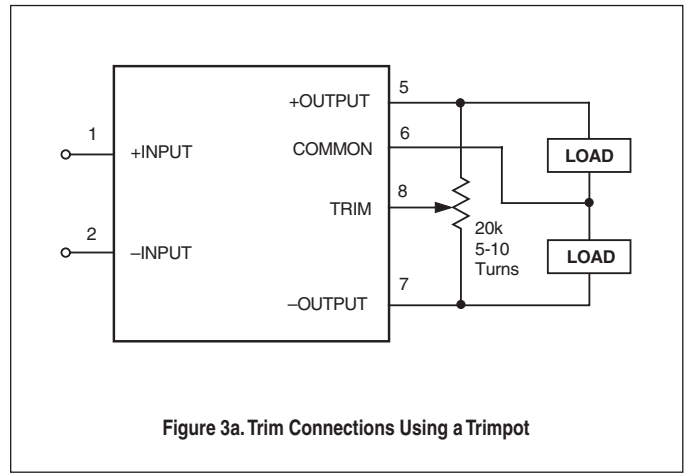 5
+OUTPUT
6
1
COMMON
+INPUT
LOAD
8
TRIM
2
20k
5-10
Turns
–INPUT
LOAD
7
–OUTPUT
Figure 3a. Trim Connections Using a Trimpot